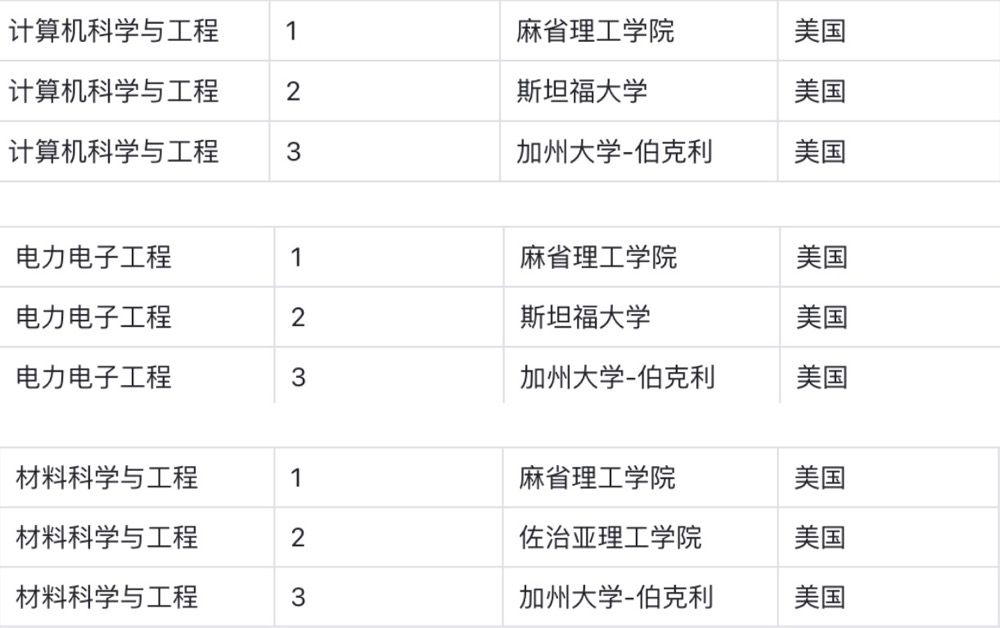 计算机科学与工程 1 麻省理工学院 美国
计算机科学与工程 2 斯坦福大学 美国
计算机科学与工程 3 加州大学-伯克利 美国
电力电子工程 1 麻省理工学院 美国
电力电子工程 2 斯坦福大学 美国
电力电子工程 3 加州大学-伯克利 美国
材料科学与工程 1 麻省理工学院 美国
材料科学与工程 2 佐治亚理工学院 美国
材料科学与工程 3 加州大学-伯克利 美国